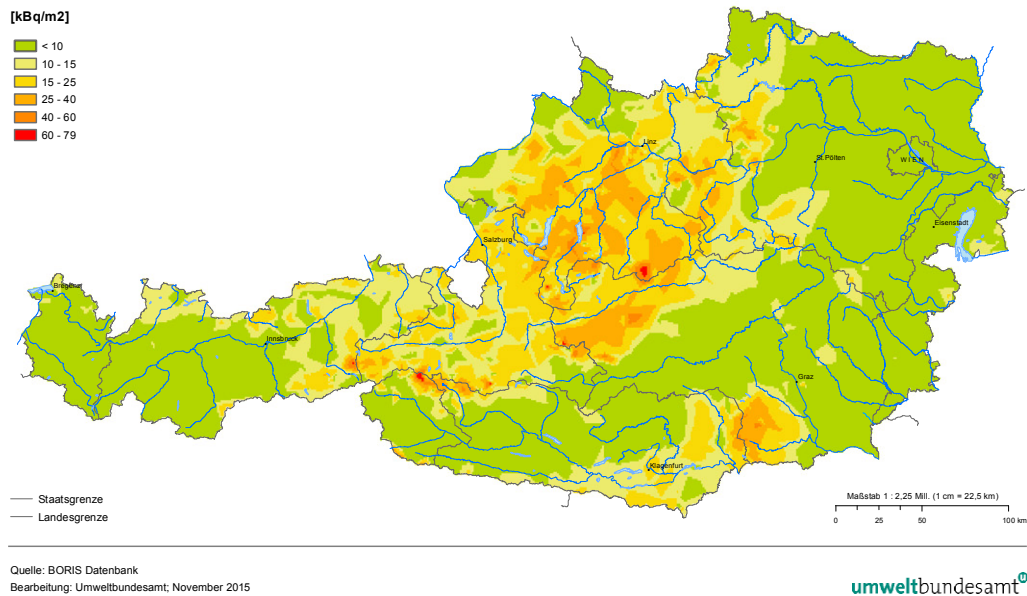 [kBq/m2]
< 10
10 - 15
15 - 25
25 - 40
40 - 60
60 - 79
Linz
St.Pölten
W I E N
Eisenstadt
Salzburg
Bregenz
Innsbruck
Graz
Klagenfurt
Staatsgrenze
Landesgrenze
Maßstab 1 : 2,25 Mill. (1 cm = 22,5 km)
0 25 50 100 km
Quelle: BORIS Datenbank
Bearbeitung: Umweltbundesamt; November 2015
umweltbundesamt u